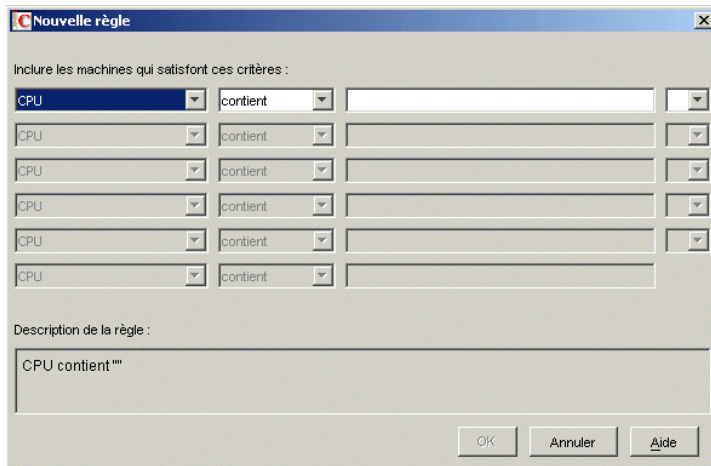 C Nouvelle règle
Inclure les machines qui satisfont ces critères :
CPU contient
CPU contient
CPU contient
CPU contient
CPU contient
CPU contient
Description de la règle :
CPU contient ""
OK Annuler Aide